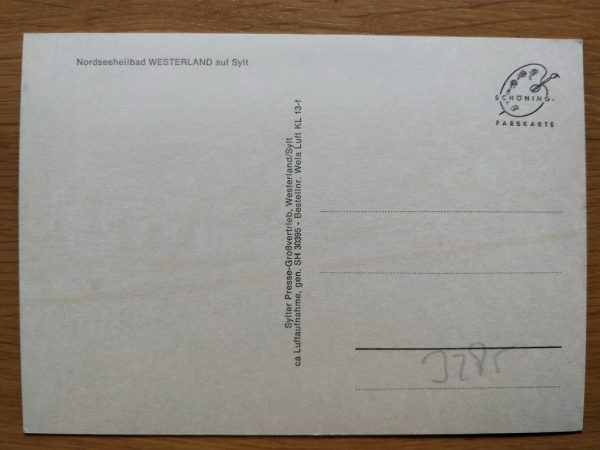 Nordseeheilbad WESTERLAND auf Sylt
SCHÖNING
FARBKARTE
Sylter Presse-Großvertrieb, Westerland/Sylt
ca Luftaufnahme, gen. SH 30395 - Bestellnr. Wela Luft KL 13-f